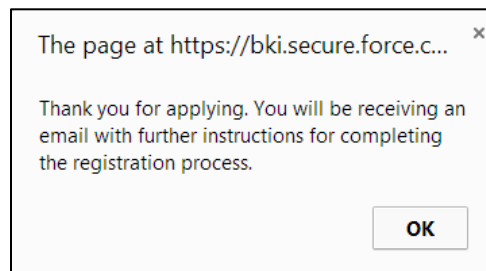 The page at https://bki.secure.force.c...
Thank you for applying. You will be receiving an
email with further instructions for completing
the registration process.
OK